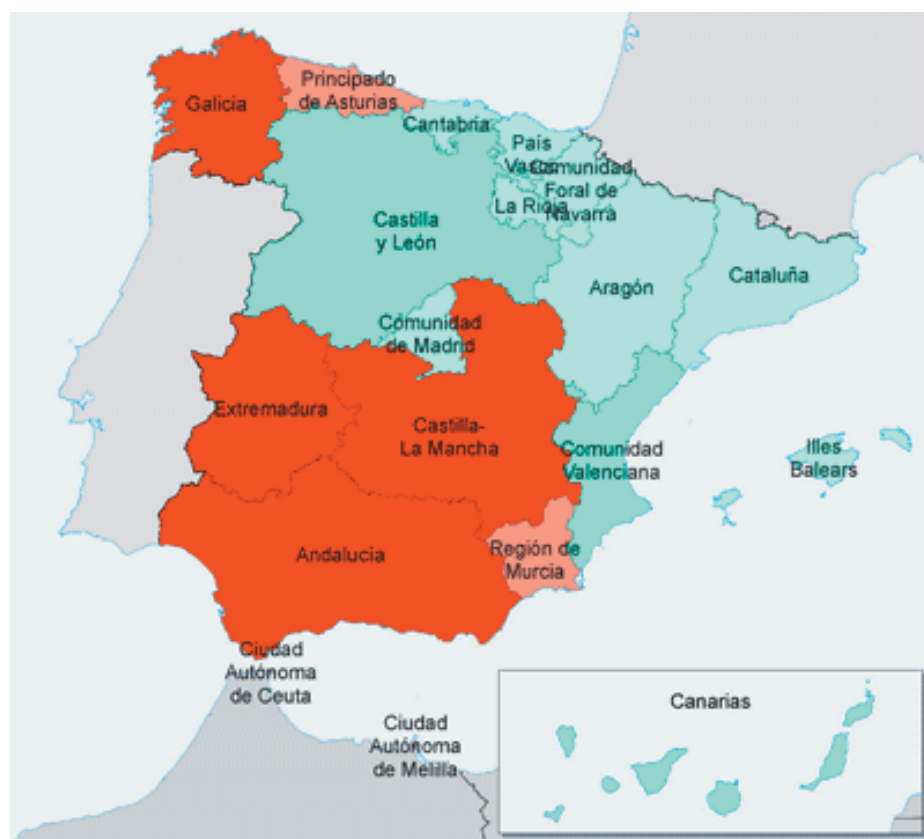 Galicia
Principado
de Asturias
Cantabria
País
Vasco
Comunidad
Foral de
Navarra
La Rioja
Castilla
y León
Aragón
Cataluña
Comunidad
de Madrid
Extremadura
Castilla-
La Mancha
Comunidad
Valenciana
Illes
Balears
Andalucia
Región de
Murcia
Ciudad
Autónoma
de Ceuta
Ciudad
Autónoma
de Melilla
Canarias